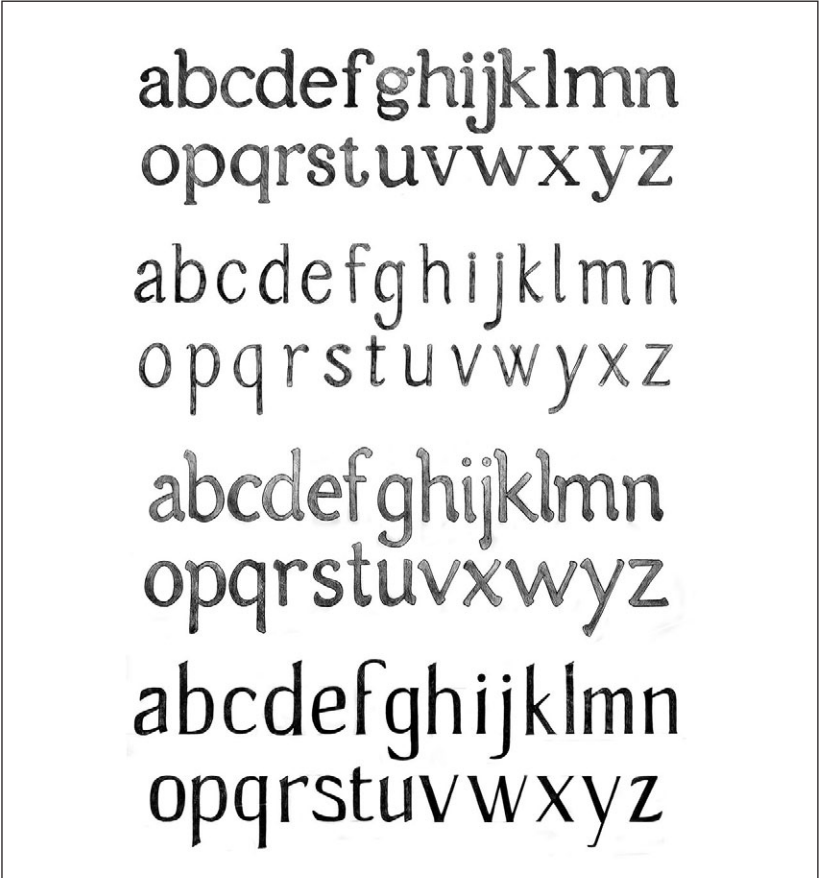 abcdefghijklmn
opqrstuvwxyz
abcdefghijklmn
opqrstuvwyxz
abcdefghijklmn
opqrstuvxwyz
abcdefghijklmn
opqrstuvwxyz